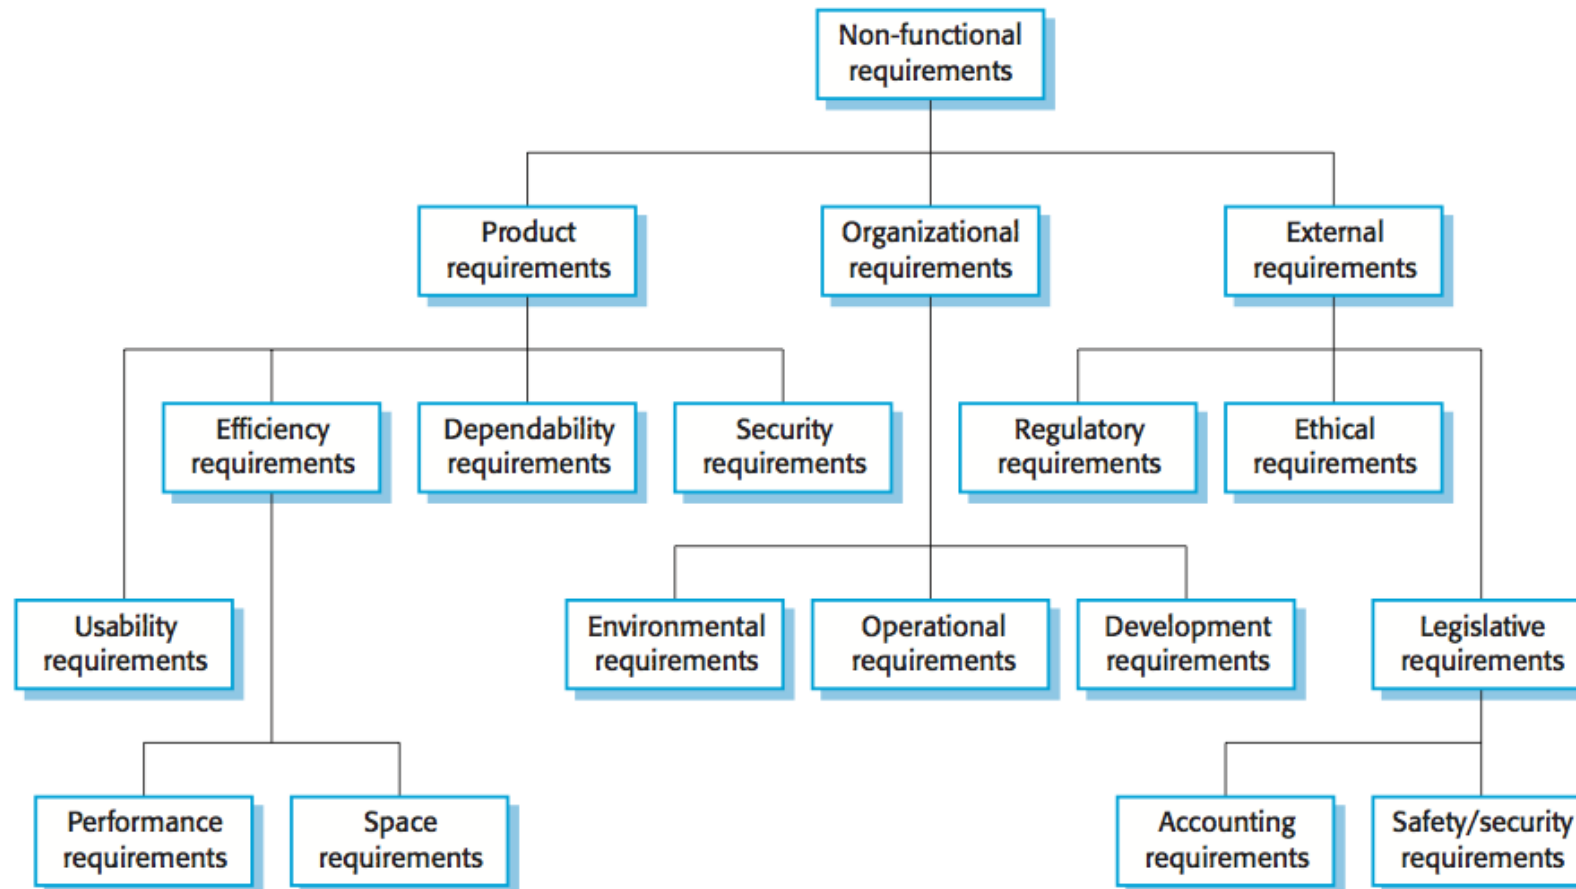 Non-functional
requirements
Product
requirements
Organizational
requirements
External
requirements
Efficiency
requirements
Dependability
requirements
Security
requirements
Regulatory
requirements
Ethical
requirements
Usability
requirements
Environmental
requirements
Operational
requirements
Development
requirements
Legislative
requirements
Performance
requirements
Space
requirements
Accounting
requirements
Safety/security
requirements